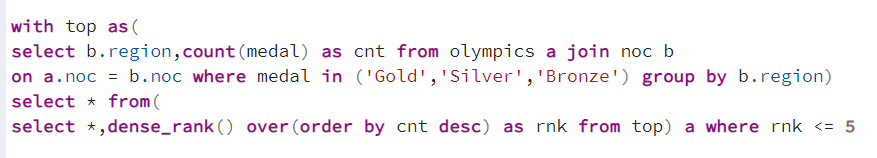 with top as(
select b.region,count(medal) as cnt from olympics a join noc b
on a.noc = b.noc where medal in ('Gold','Silver','Bronze') group by b.region)
select * from(
select *,dense_rank() over(order by cnt desc) as rnk from top) a where rnk <= 5